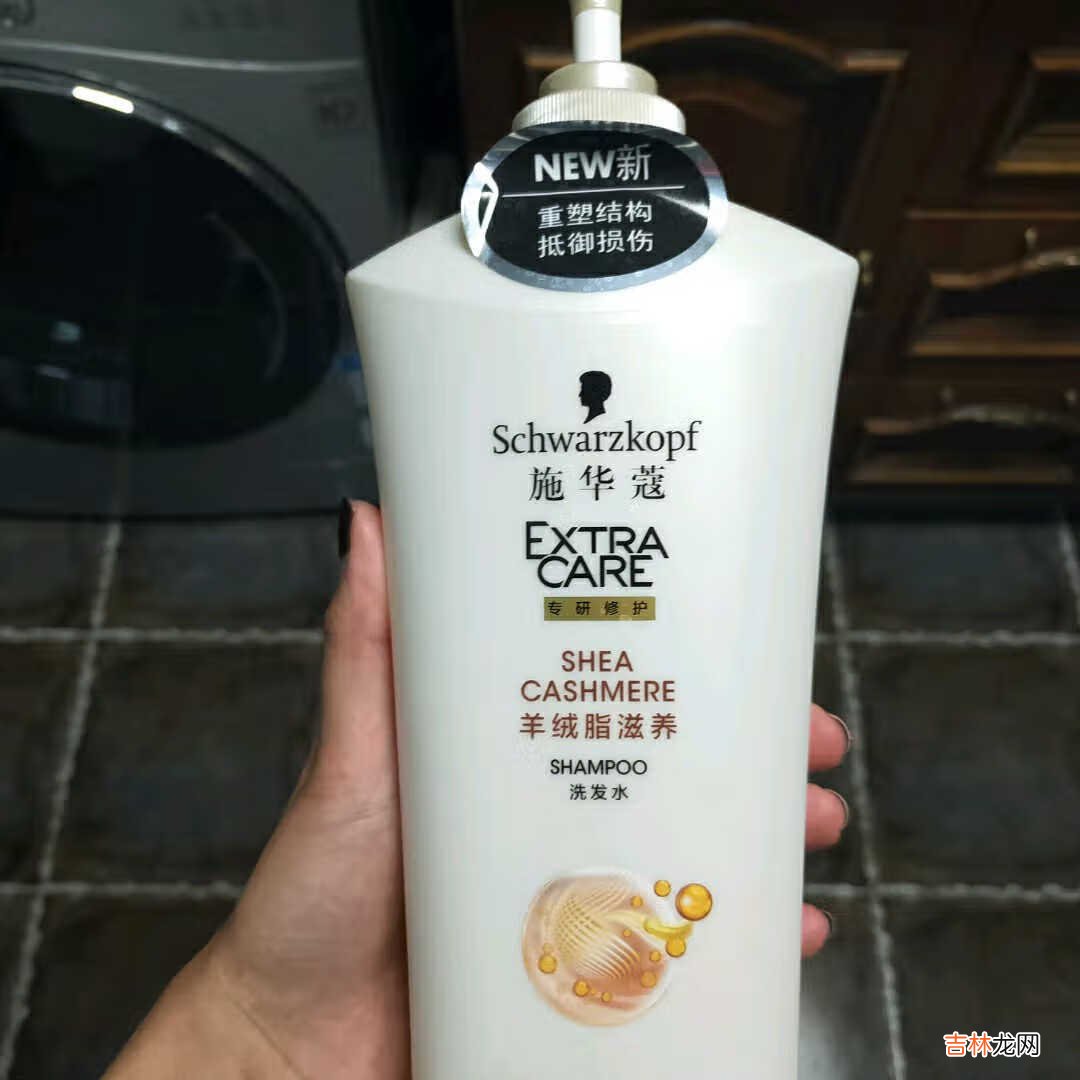 NEW新
重塑结构
抵御损伤
Schwarzkopf
施华蔻
EXTRA
CARE
专研修护
SHEA
CASHMERE
羊绒脂滋养
SHAMPOO
洗发水
吉林龙网